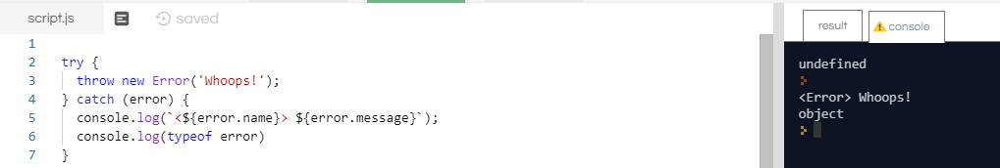 script.js saved
1
2 try {
3 throw new Error('Whoops!');
4 } catch (error) {
5 console.log(`<${error.name}> ${error.message}`);
6 console.log(typeof error)
7 }
result console
undefined
<Error> Whoops!
object